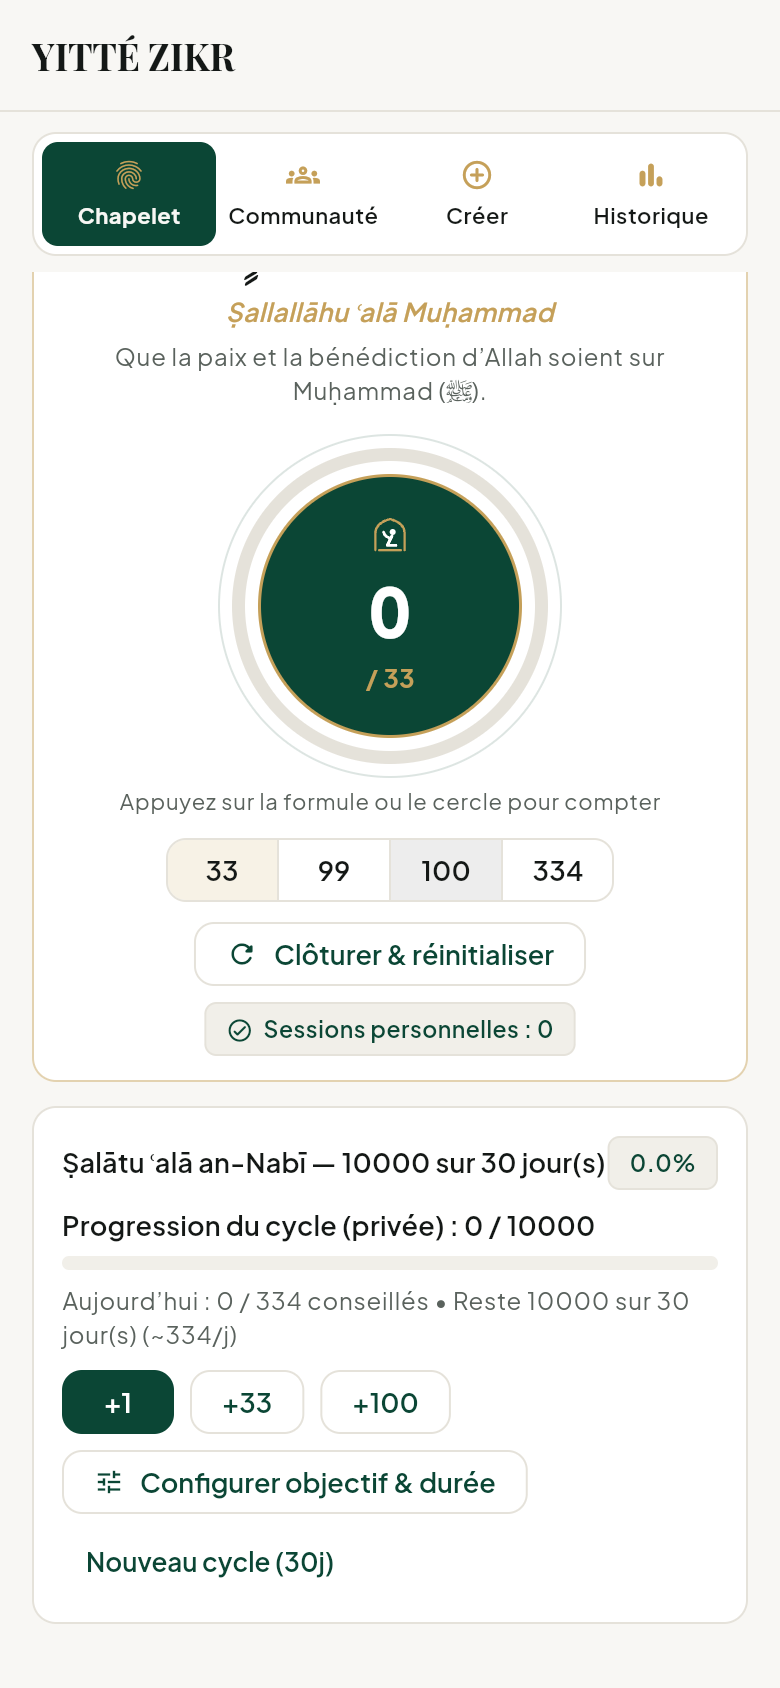 YITTÉ ZIKR
Chapelet
Communauté
Créer
Historique
Ṣallallāhu ʿalā Muḥammad
Que la paix et la bénédiction d’Allah soient sur
Muḥammad (ﷺ).
0
/ 33
Appuyez sur la formule ou le cercle pour compter
33
99
100
334
Clôturer & réinitialiser
Sessions personnelles : 0
Ṣalātu ʿalā an-Nabī — 10000 sur 30 jour(s)
0.0%
Progression du cycle (privée) : 0 / 10000
Aujourd’hui : 0 / 334 conseillés • Reste 10000 sur 30
jour(s) (~334/j)
+1
+33
+100
Configurer objectif & durée
Nouveau cycle (30j)